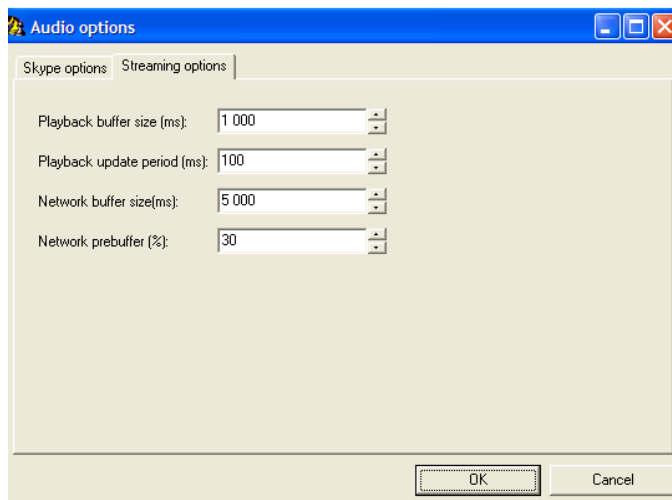 Audio options
Skype options Streaming options
Playback buffer size (ms): 1 000
Playback update period (ms): 100
Network buffer size(ms): 5 000
Network prebuffer (%): 30
OK Cancel